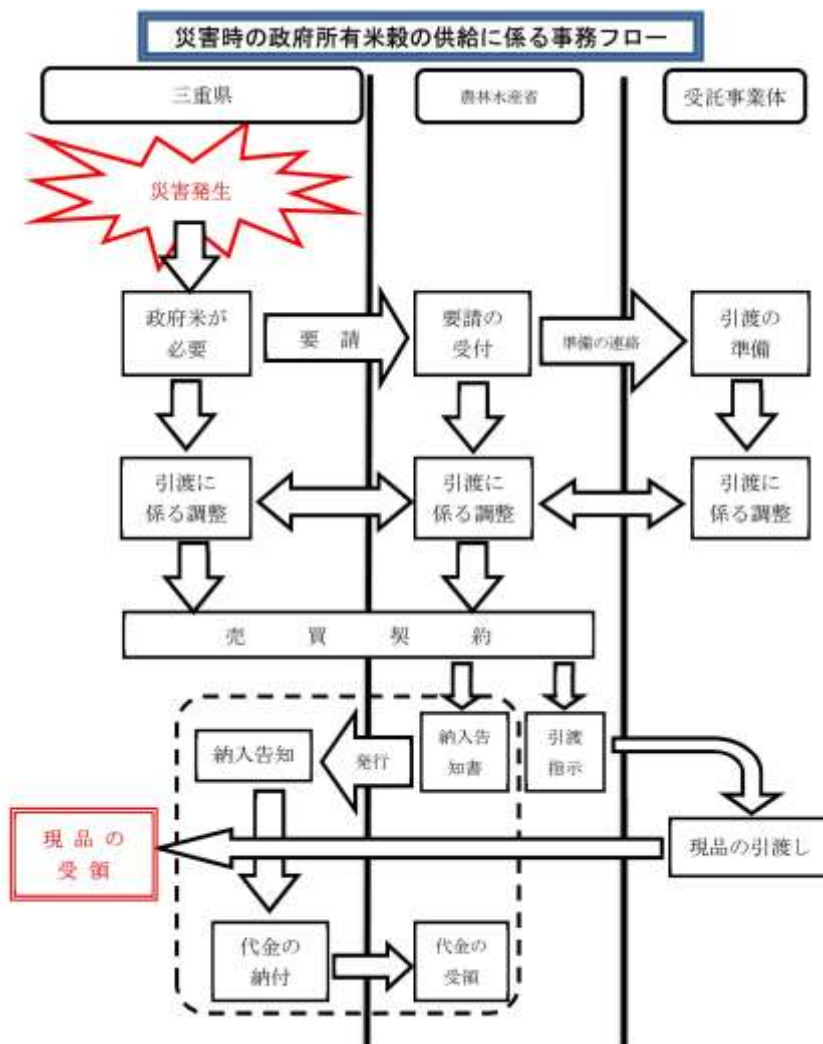 災害時の政府所有米穀の供給に係る事務フロー
三重県
農林水産省
受託事業体
災害発生
政府米が
必要
要 請
要請の
受付
準備の連絡
引渡の
準備
引渡に
係る調整
引渡に
係る調整
引渡に
係る調整
売 買 契 約
納入告知
発行
納入告
知書
引渡
指示
現 品 の
受 領
現品の引渡し
代金の
納付
代金の
受領